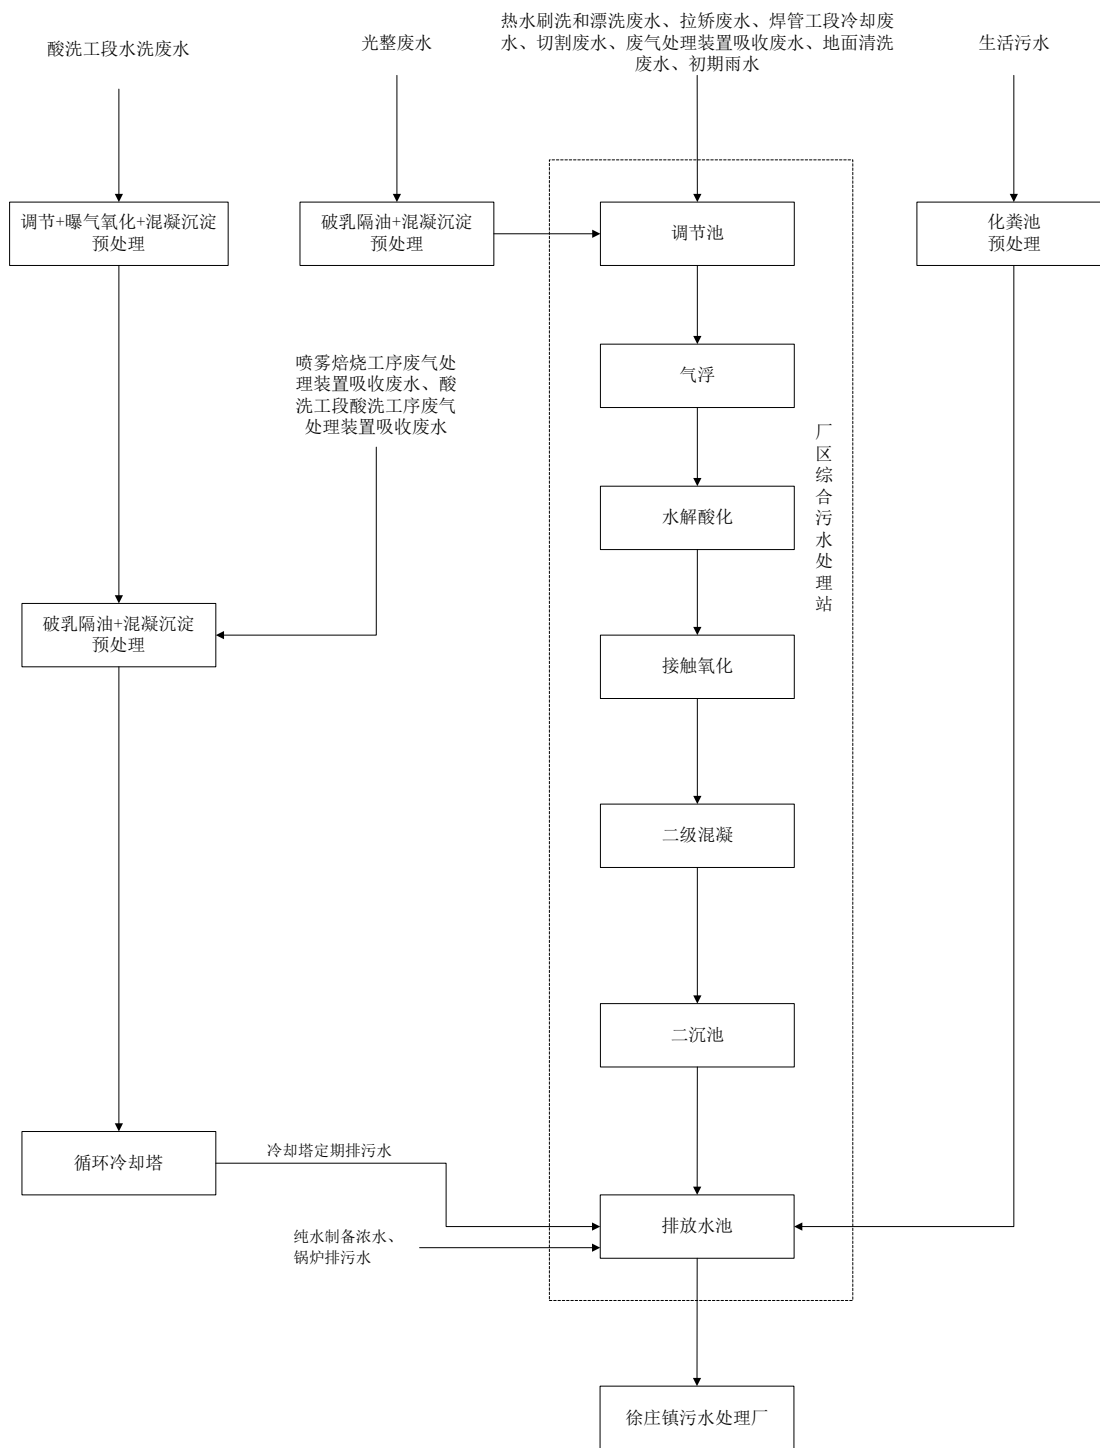 酸洗工段水洗废水
光整废水
热水刷洗和漂洗废水、拉矫废水、焊管工段冷却废
水、切割废水、废气处理装置吸收废水、地面清洗
废水、初期雨水
生活污水
调节+曝气氧化+混凝沉淀
预处理
破乳隔油+混凝沉淀
预处理
调节池
化粪池
预处理
喷雾焙烧工序废气处
理装置吸收废水、酸
洗工段酸洗工序废气
处理装置吸收废水
气浮
厂区综合污水处理站
水解酸化
破乳隔油+混凝沉淀
预处理
接触氧化
二级混凝
二沉池
循环冷却塔
冷却塔定期排污水
纯水制备浓水、
锅炉排污水
排放水池
徐庄镇污水处理厂